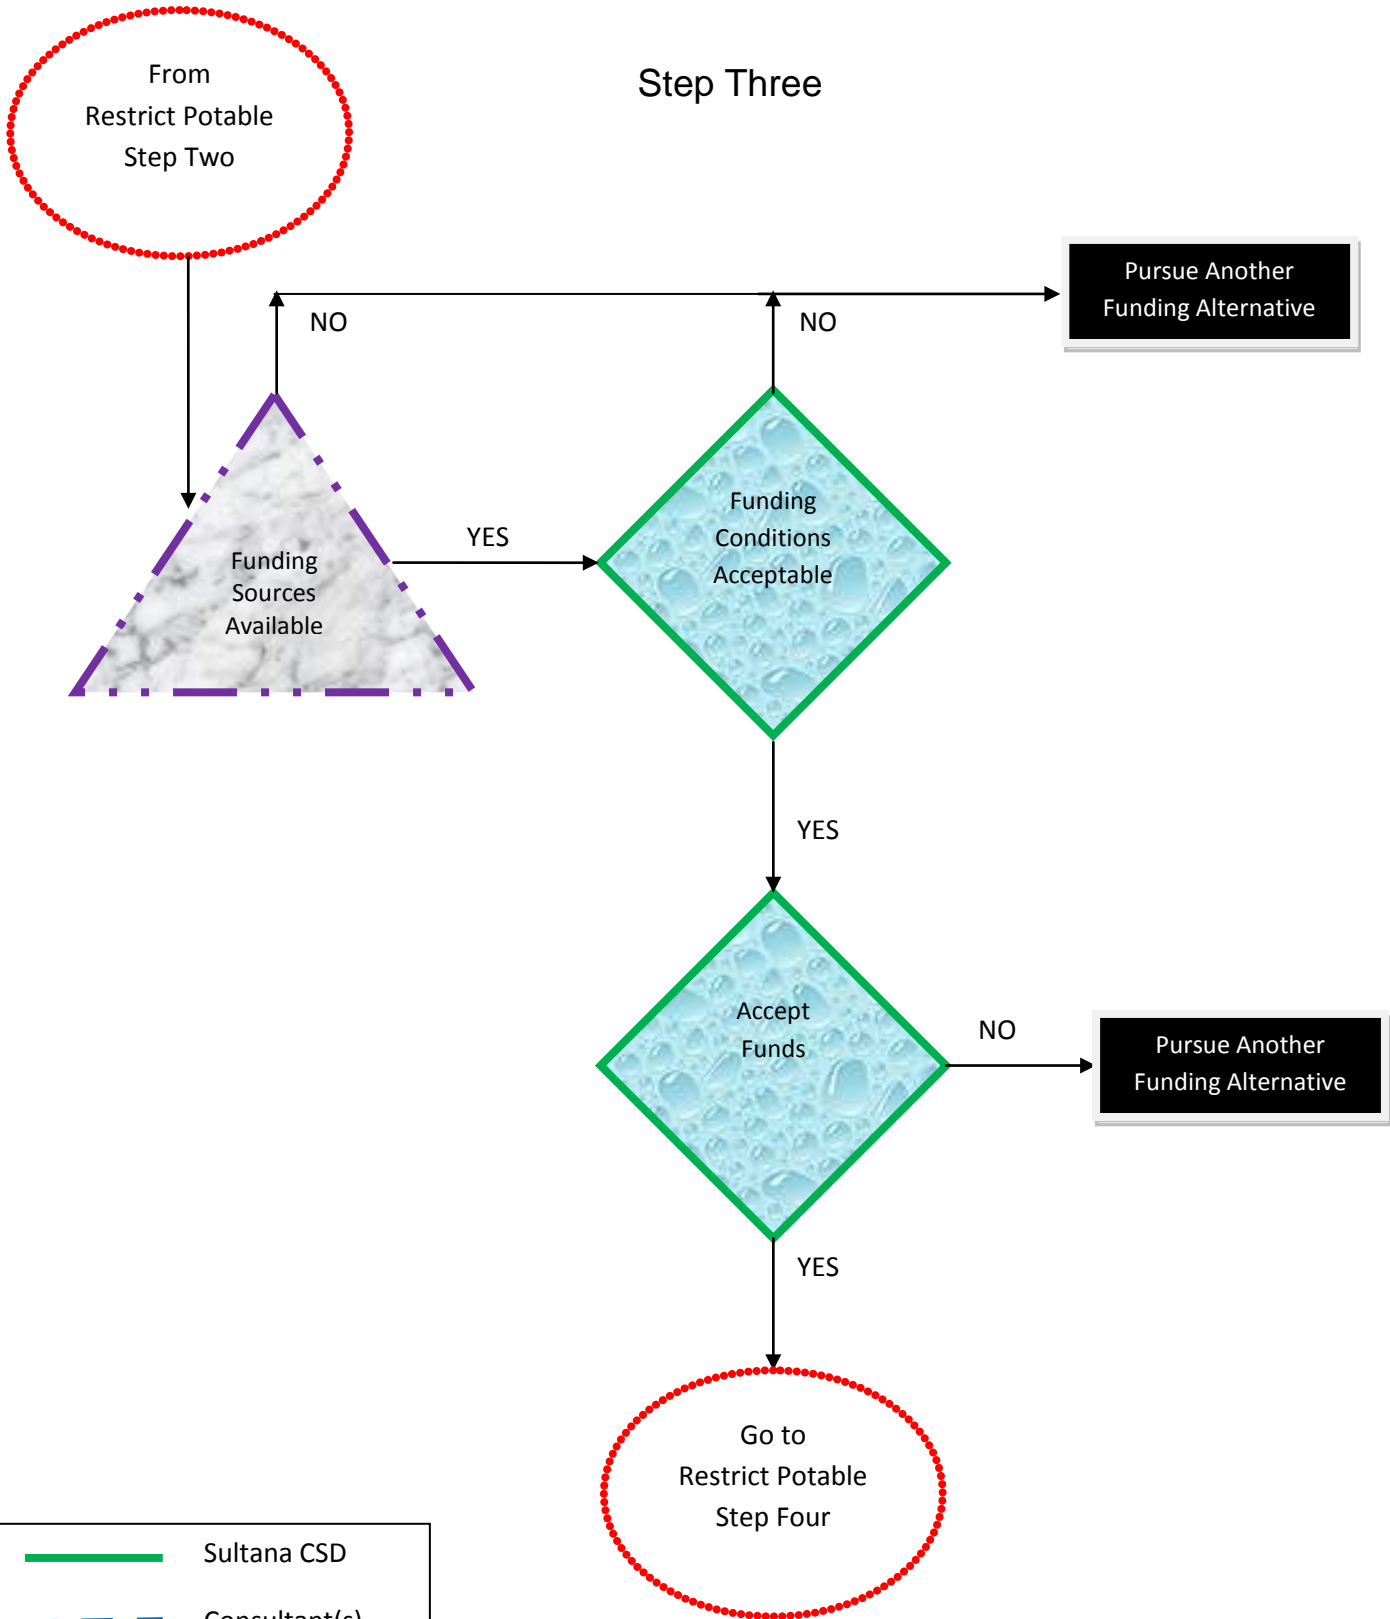 From
Restrict Potable
Step Two
Step Three
Pursue Another
Funding Alternative
NO
NO
Funding
Conditions
Acceptable
YES
Funding
Sources
Available
YES
Accept
Funds
NO
Pursue Another
Funding Alternative
YES
Go to
Restrict Potable
Step Four
Sultana CSD
Consultant(s)